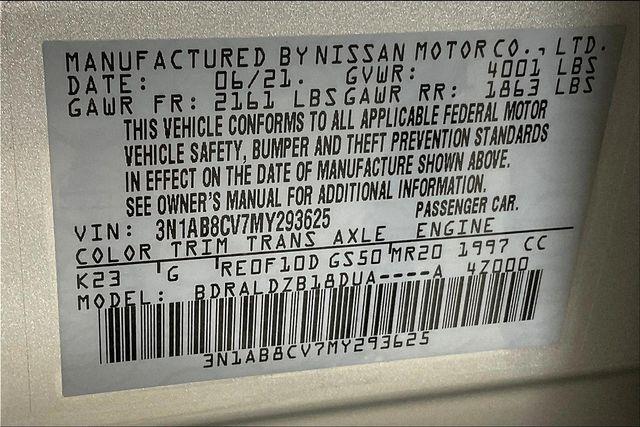 MANUFACTURED BY NISSAN MOTOR CO., LTD.
DATE: 06/21. GVWR: 4001 LBS
GAWR FR: 2161 LBS GAWR RR: 1863 LBS
THIS VEHICLE CONFORMS TO ALL APPLICABLE FEDERAL MOTOR
VEHICLE SAFETY, BUMPER AND THEFT PREVENTION STANDARDS
IN EFFECT ON THE DATE OF MANUFACTURE SHOWN ABOVE.
SEE OWNER'S MANUAL FOR ADDITIONAL INFORMATION.
VIN: 3N1AB8CV7MY293625 PASSENGER CAR.
COLOR TRIM TRANS AXLE ENGINE
K23 G RE0F10D GS50 MR20 1997 CC
MODEL: BDRALDZB18DUA----A 47000
3N1AB8CV7MY293625